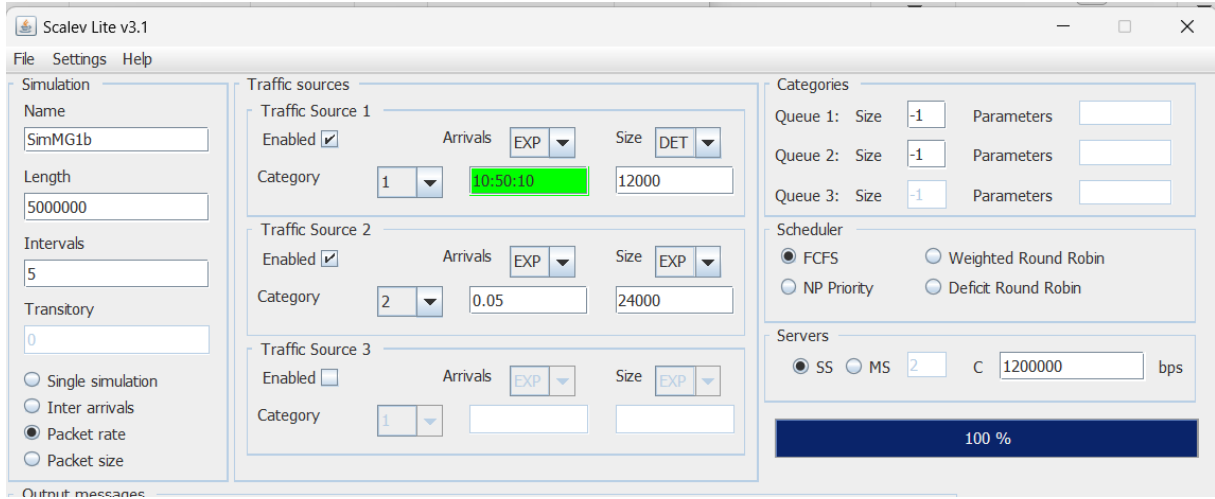 Scalev Lite v3.1
File Settings Help
Simulation
Name
SimMG1b
Length
5000000
Intervals
5
Transitory
0
Single simulation
Inter arrivals
Packet rate
Packet size
Traffic sources
Traffic Source 1
Enabled Arrivals EXP Size DET
Category 1 10:50:10 12000
Traffic Source 2
Enabled Arrivals EXP Size EXP
Category 2 0.05 24000
Traffic Source 3
Enabled Arrivals EXP Size EXP
Category 1
Categories
Queue 1: Size -1 Parameters
Queue 2: Size -1 Parameters
Queue 3: Size -1 Parameters
Scheduler
FCFS Weighted Round Robin
NP Priority Deficit Round Robin
Servers
SS MS 2 C 1200000 bps
100 %
Output messages